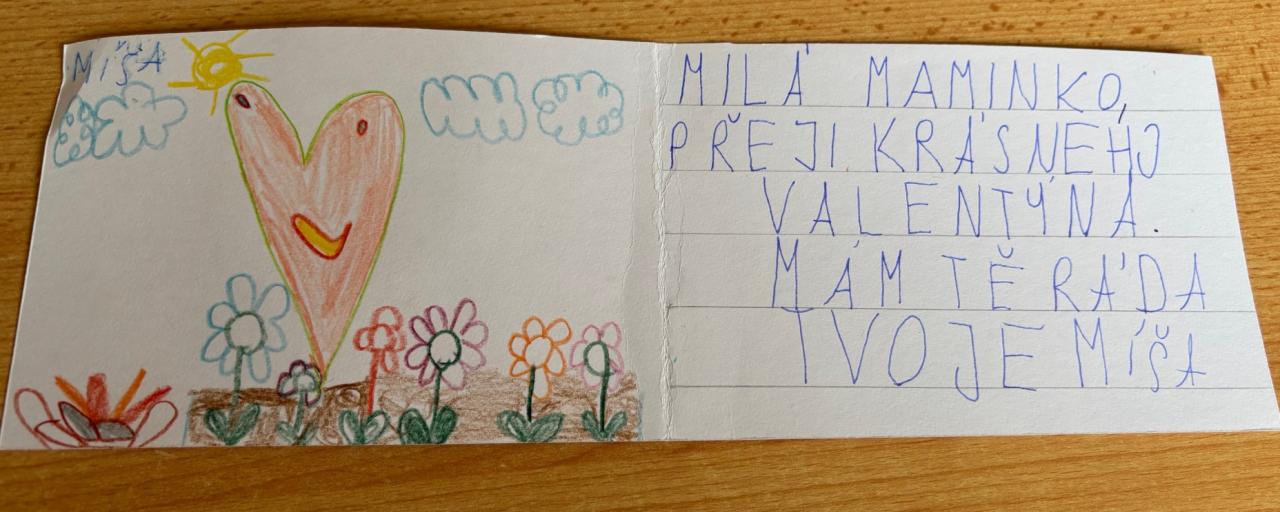 MÍŠA
MILÁ MAMINKO,
PŘEJI KRÁSNÉHO
VALENTÝNA.
MÁM TĚ RÁDA
TVOJE MÍŠA